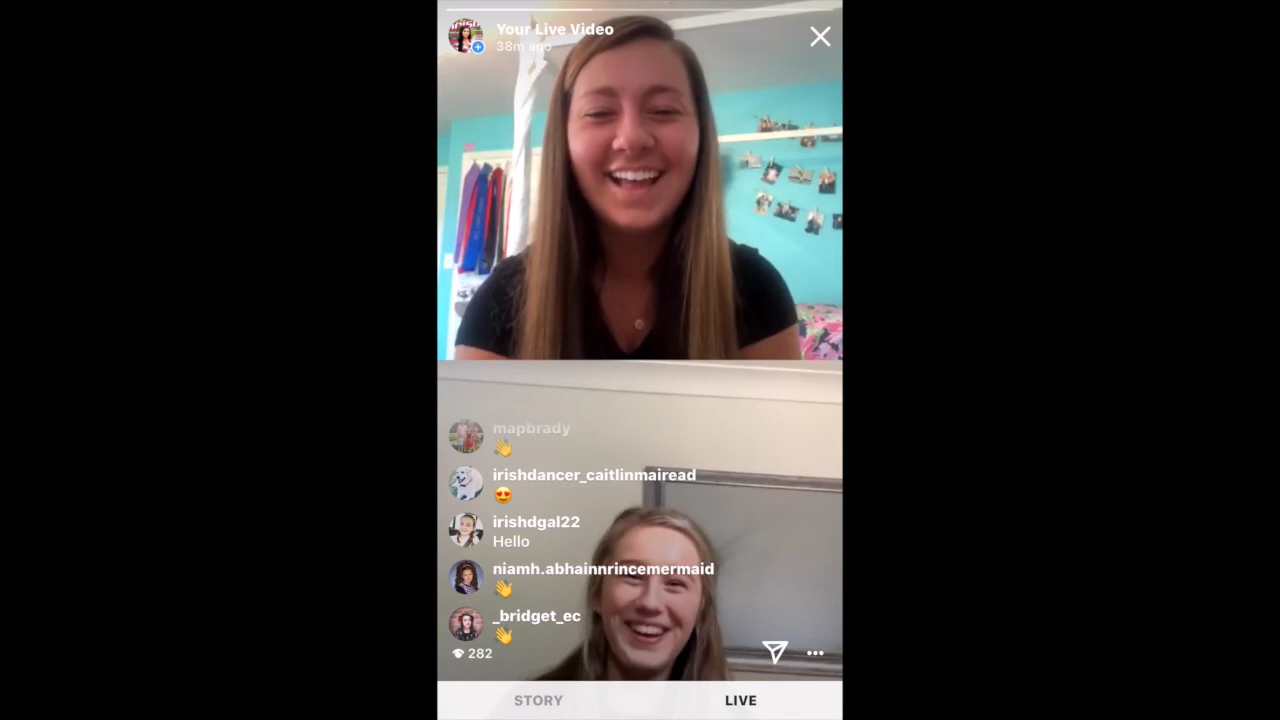 Your Live Video
38m ago
mapbrady
👋
irishdancer_caitlinmairead
😍
irishdgal22
Hello
niamh.abhainnrincemermaid
👋
_bridget_ec
👋
282
STORY
LIVE